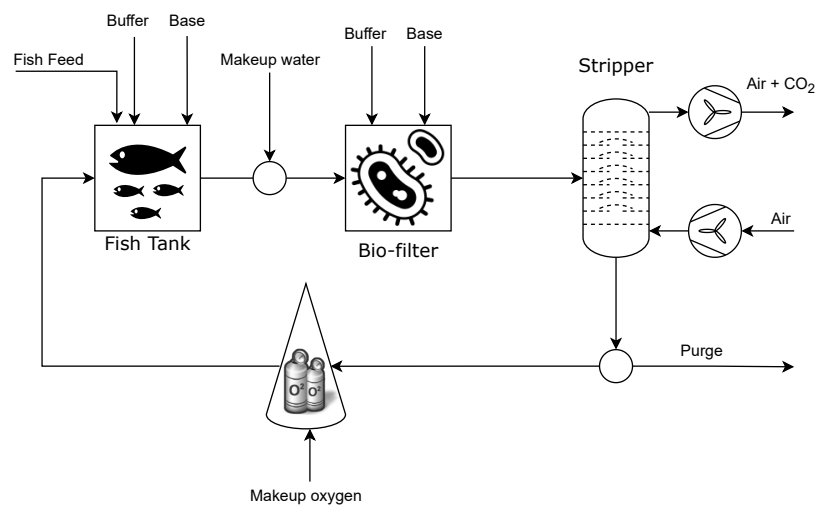 Buffer
Base
Fish Feed
Makeup water
Buffer
Base
Stripper
Air + CO2
Fish Tank
Bio-filter
Air
O2
O2
Purge
Makeup oxygen